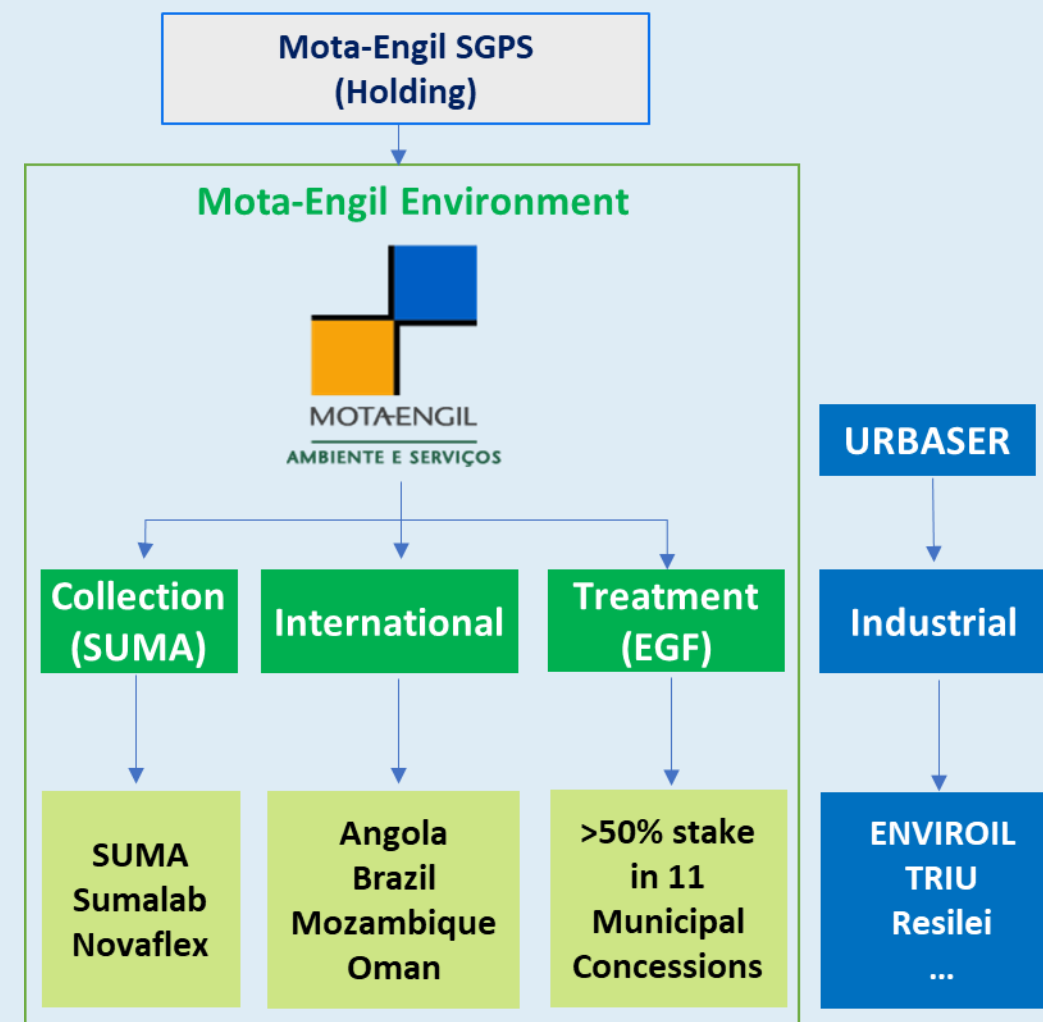 Mota-Engil SGPS
(Holding)
Mota-Engil Environment
MOTA-ENGIL
AMBIENTE E SERVIÇOS
URBASER
Collection
(SUMA)
International
Treatment
(EGF)
Industrial
SUMA
Sumalab
Novaflex
Angola
Brazil
Mozambique
Oman
>50% stake
in 11
Municipal
Concessions
ENVIROIL
TRIU
Resilei
...